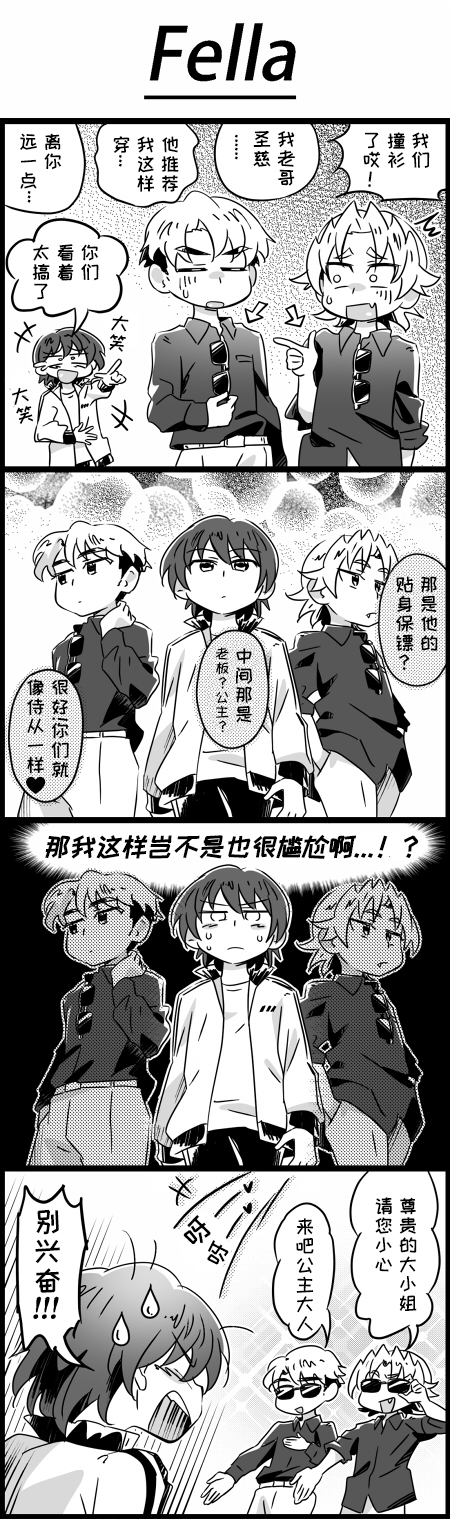 Fella
我们
撞衫
了哎!
我老哥
圣慈
……
他推荐
我这样
穿…
离你
远一点…
你们
看着
太搞了
大笑
大笑
那是他的
贴身保镖?
中间那是
老板?公主?
很好!你们就
像侍从一样♥
那我这样岂不是也很尴尬啊...!?
尊贵的大小姐
请您小心
来吧公主大人
呀
呀
别兴
奋!!!